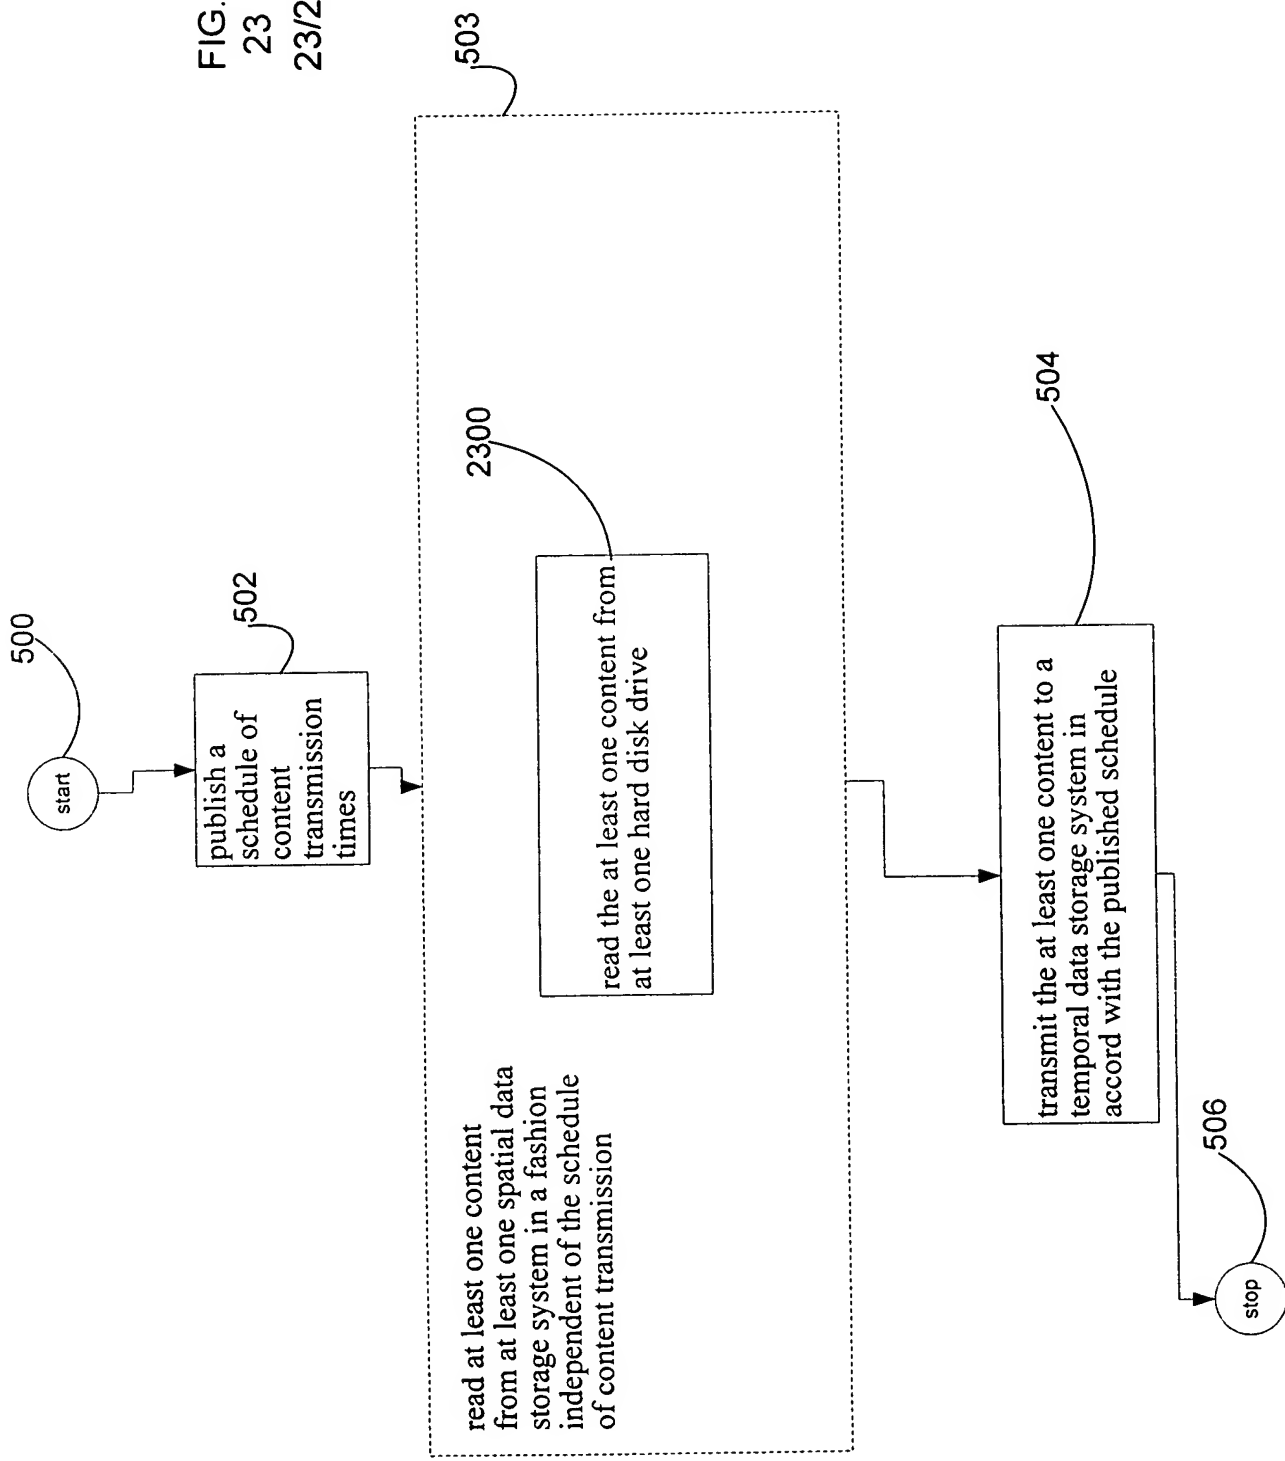 FIG.
23
23/2
500
start
502
publish a
schedule of
content
transmission
times
503
read at least one content
from at least one spatial data
storage system in a fashion
independent of the schedule
of content transmission
2300
read the at least one content from
at least one hard disk drive
504
transmit the at least one content to a
temporal data storage system in
accord with the published schedule
506
stop